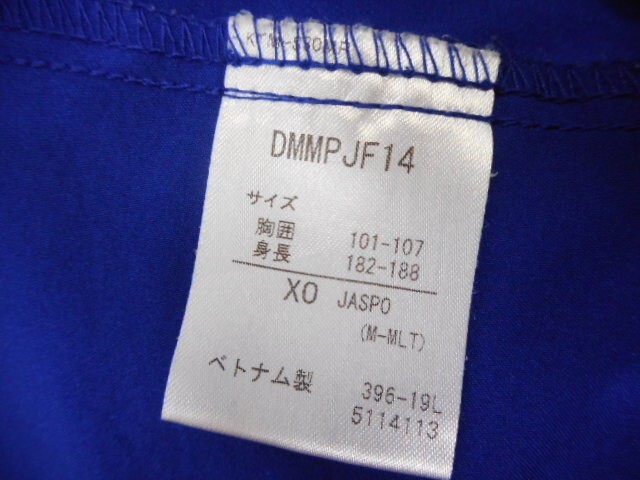 DMMPJF14
サイズ
胸囲 101-107
身長 182-188
XO JASPO
(M-MLT)
ベトナム製 396-19L
5114113